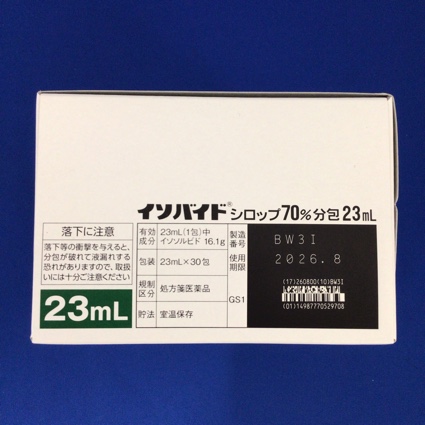 イソバイド® シロップ70%分包23mL
落下に注意
落下等の衝撃を与えると、
分包が破れて液漏れする
恐れがありますので、取扱
いには十分ご注意ください
23mL
有効成分 23mL(1包)中
イソソルビド 16.1g
包装 23mL×30包
規制区分 処方箋医薬品
貯法 室温保存
製造番号 BW3I
使用期限 2026.8
GS1
(17)260800(10)BW3I
(01)14987770529708